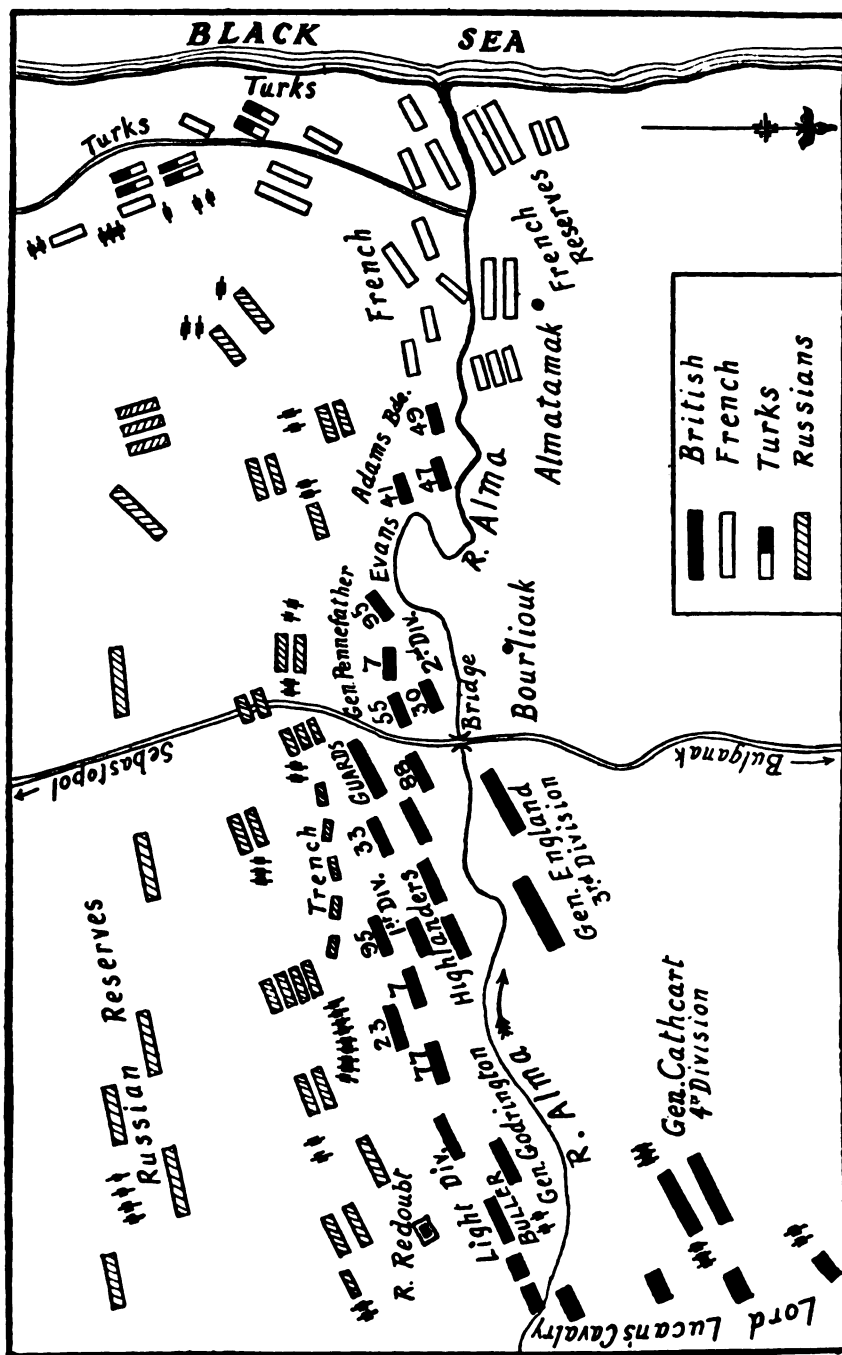 BLACK SEA
Turks
Turks
French
French
Reserves
Almatamak
British
French
Turks
Russians
Adams Bde.
49
41
47
R. Alma
Evans
Gen. Pennefather
95
2nd DIV.
7
55
30
Bridge
Bourliouk
Sebastopol
Bulganak
GUARDS
88
33
Trench
1st DIV.
95
Highlanders
Gen. England
3rd Division
7
23
77
Russian Reserves
R. Alma
Gen. Godrington
BULLER
Light Div.
R. Redoubt
Gen. Cathcart
4th Division
Lord Lucan's Cavalry